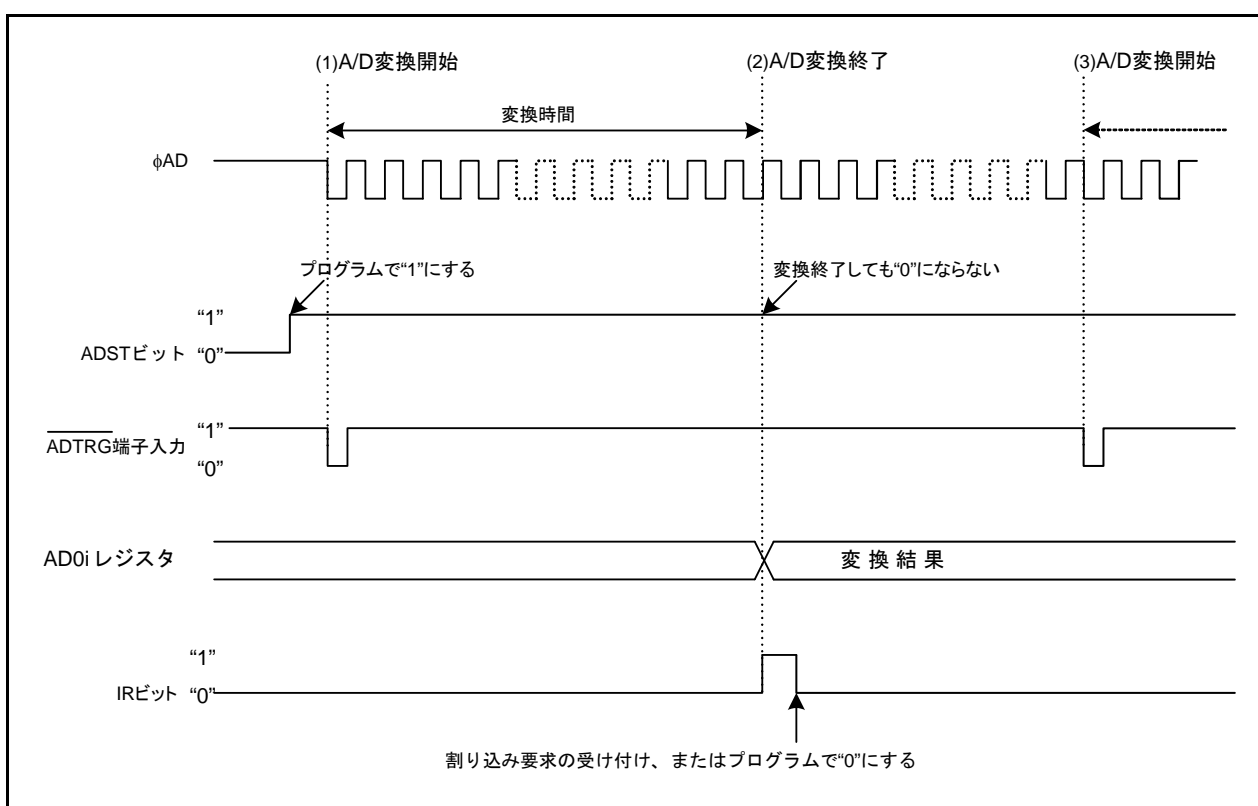 (1)A/D変換開始
(2)A/D変換終了
(3)A/D変換開始
変換時間
φAD
プログラムで“1”にする
変換終了しても“0”にならない
“1”
ADSTビット “0”
“1”
ADTRG端子入力
“0”
AD0i レジスタ
変 換 結 果
“1”
IRビット “0”
割り込み要求の受け付け、またはプログラムで“0”にする